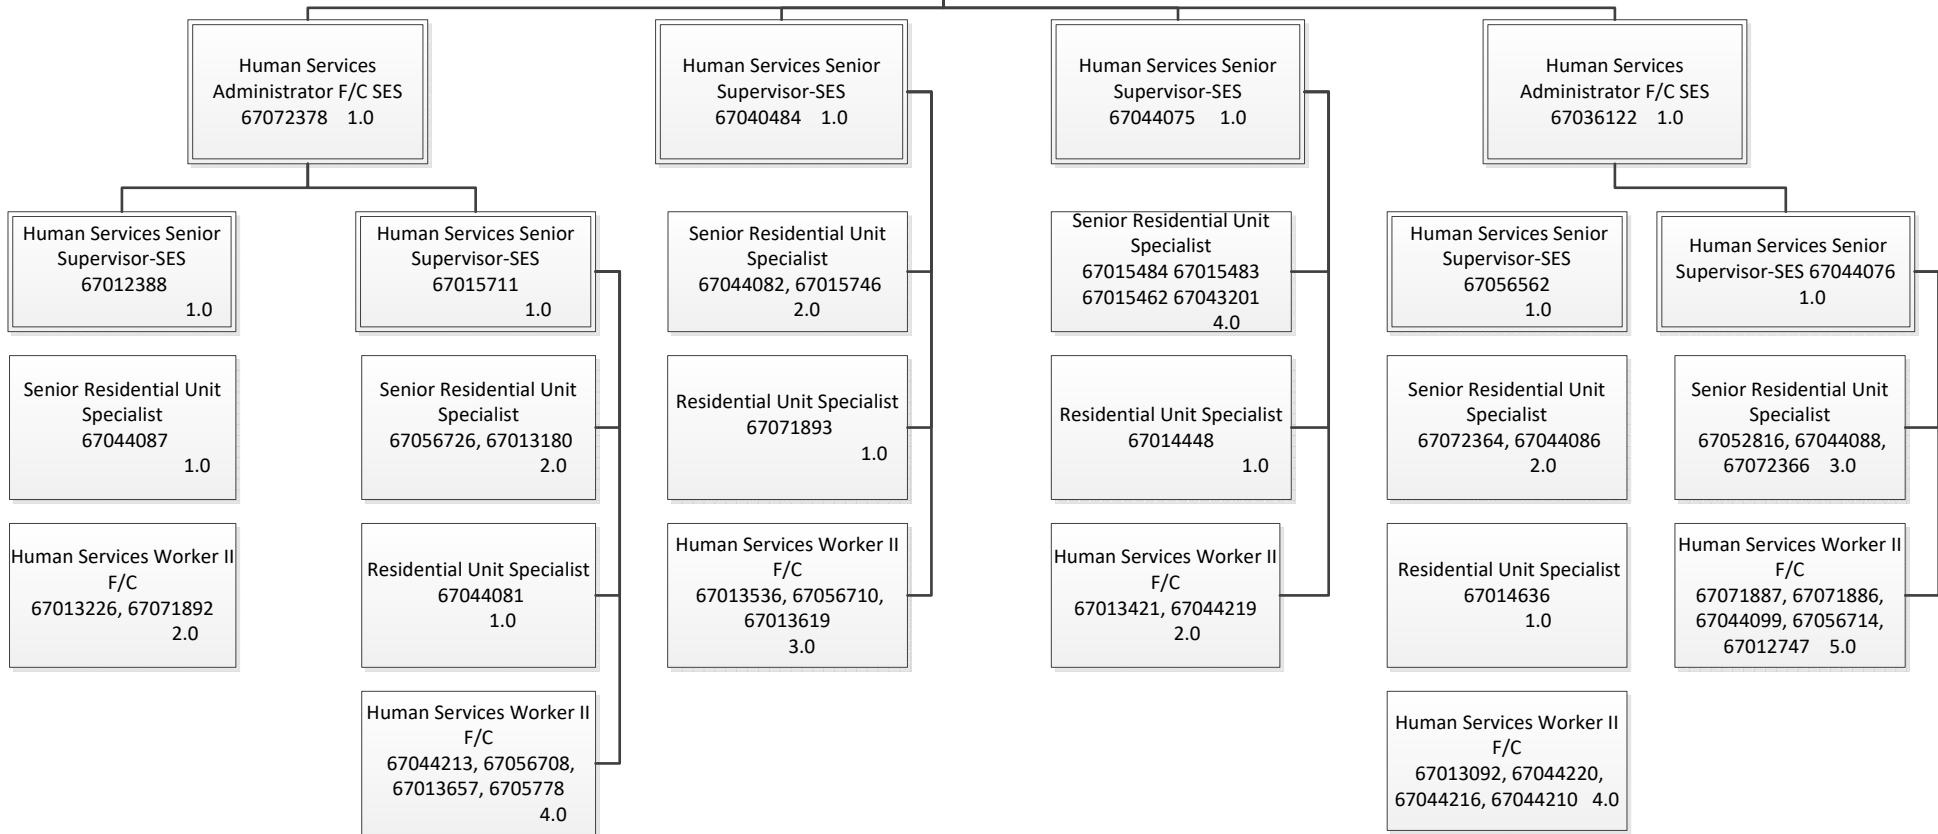 Human Services
Administrator F/C SES
67072378 1.0
Human Services Senior
Supervisor-SES
67040484 1.0
Human Services Senior
Supervisor-SES
67044075 1.0
Human Services
Administrator F/C SES
67036122 1.0
Human Services Senior
Supervisor-SES
67012388
1.0
Human Services Senior
Supervisor-SES
67015711
1.0
Senior Residential Unit
Specialist
67044082, 67015746
2.0
Senior Residential Unit
Specialist
67015484 67015483
67015462 67043201
4.0
Human Services Senior
Supervisor-SES
67056562
1.0
Human Services Senior
Supervisor-SES 67044076
1.0
Senior Residential Unit
Specialist
67044087
1.0
Senior Residential Unit
Specialist
67056726, 67013180
2.0
Residential Unit Specialist
67071893
1.0
Residential Unit Specialist
67014448
1.0
Senior Residential Unit
Specialist
67072364, 67044086
2.0
Senior Residential Unit
Specialist
67052816, 67044088,
67072366 3.0
Human Services Worker II
F/C
67013226, 67071892
2.0
Residential Unit Specialist
67044081
1.0
Human Services Worker II
F/C
67013536, 67056710,
67013619
3.0
Human Services Worker II
F/C
67013421, 67044219
2.0
Residential Unit Specialist
67014636
1.0
Human Services Worker II
F/C
67071887, 67071886,
67044099, 67056714,
67012747 5.0
Human Services Worker II
F/C
67044213, 67056708,
67013657, 6705778
4.0
Human Services Worker II
F/C
67013092, 67044220,
67044216, 67044210 4.0